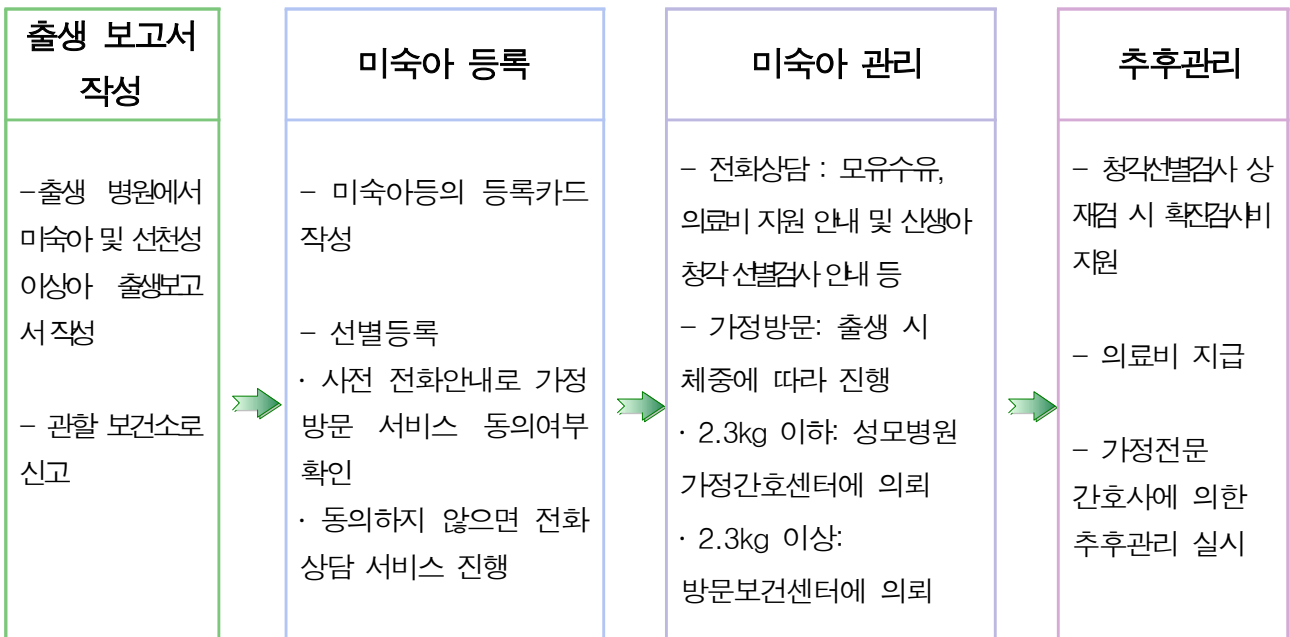 출생 보고서
작성
– 출생 병원에서
미숙아 및 선천성
이상아 출생보고
서 작성
– 관할 보건소로
신고
미숙아 등록
– 미숙아등의 등록카드
작성
– 선별등록
· 사전 전화안내로 가정
방문 서비스 동의여부
확인
· 동의하지 않으면 전화
상담 서비스 진행
미숙아 관리
– 전화상담 : 모유수유,
의료비 지원 안내 및 신생아
청각 선별검사 안내 등
– 가정방문: 출생 시
체중에 따라 진행
· 2.3kg 이하: 성모병원
가정간호센터에 의뢰
· 2.3kg 이상:
방문보건센터에 의뢰
추후관리
– 청각선별검사 상
재검 시 확진검사비
지원
– 의료비 지급
– 가정전문
간호사에 의한
추후관리 실시